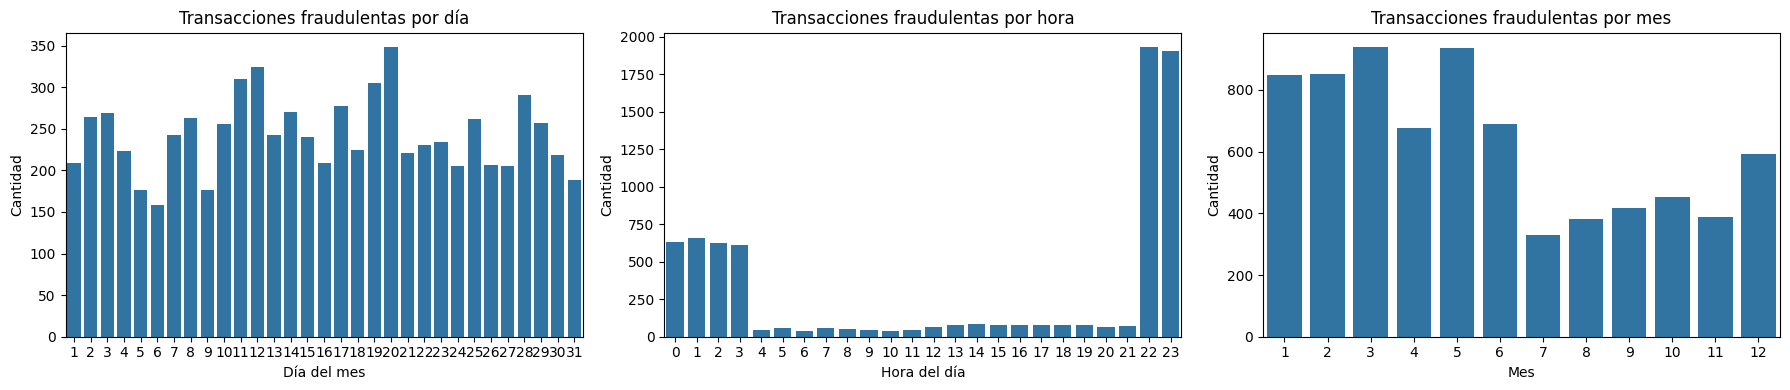 Transacciones fraudulentas por día
350
300
250
200
150
100
50
0
Cantidad
1 2 3 4 5 6 7 8 9 10 11 12 13 14 15 16 17 18 19 20 21 22 23 24 25 26 27 28 29 30 31
Día del mes
Transacciones fraudulentas por hora
2000
1750
1500
1250
1000
750
500
250
0
Cantidad
0 1 2 3 4 5 6 7 8 9 10 11 12 13 14 15 16 17 18 19 20 21 22 23
Hora del día
Transacciones fraudulentas por mes
800
600
400
200
0
Cantidad
1 2 3 4 5 6 7 8 9 10 11 12
Mes